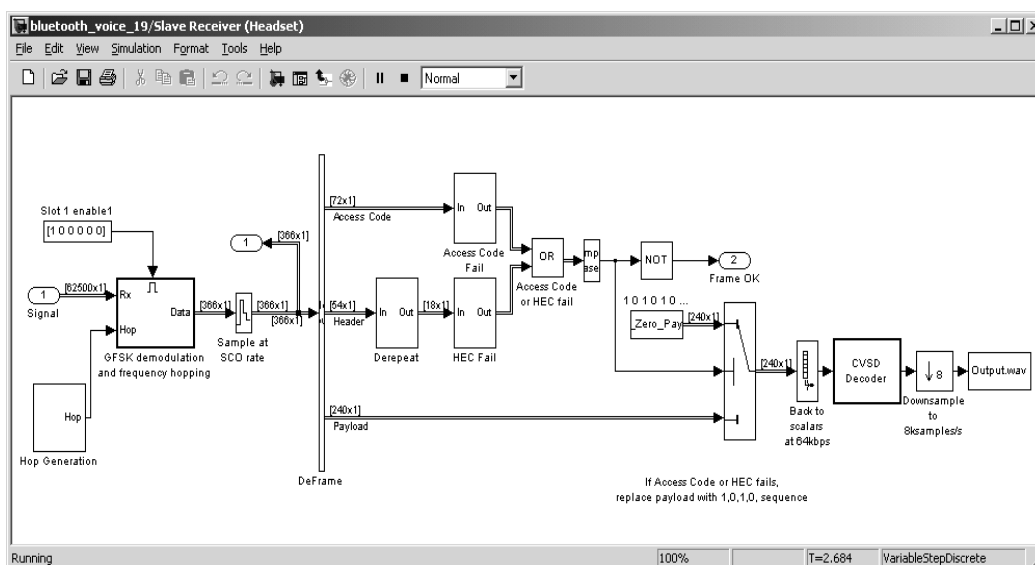 bluetooth_voice_19/Slave Receiver (Headset)
File Edit View Simulation Format Tools Help
Normal
Slot 1 enable1
[1 0 0 0 0 0]
[62500x1]
1
Signal
Rx
Hop
Data
GFSK demodulation
and frequency hopping
Hop
Hop Generation
[366x1]
Sample at
SCO rate
[366x1]
[366x1]
1
[366x1]
DeFrame
[72x1]
Access Code
In Out
Access Code
Fail
[54x1]
Header
In Out
Derepeat
[18x1]
In Out
HEC Fail
OR
Access Code
or HEC fail
mp
ase
NOT
2
Frame OK
1 0 1 0 1 0 ...
_Zero_Pay
[240x1]
[240x1]
Payload
[240x1]
Back to
scalars
at 64kbps
CVSD
Decoder
8
Downsample
to
8ksamples/s
Output.wav
If Access Code or HEC fails,
replace payload with 1,0,1,0, sequence
Running 100% T=2.684 VariableStepDiscrete